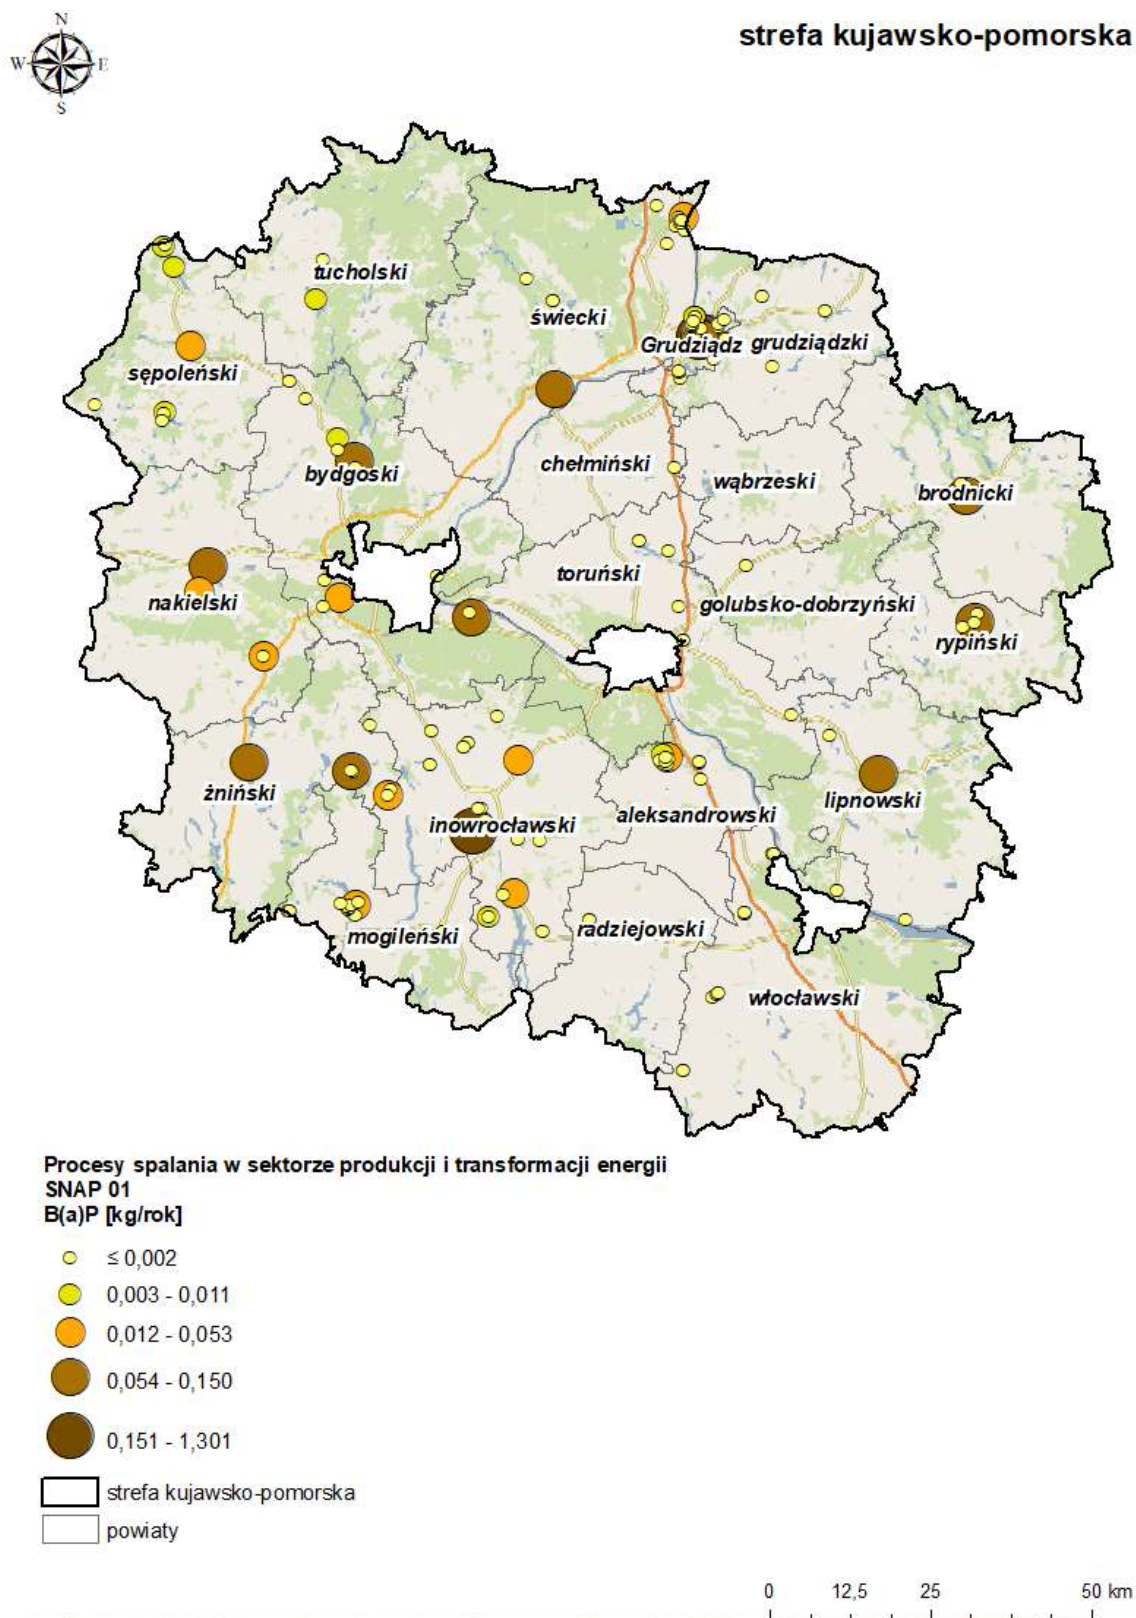 N
W E
S
strefa kujawsko-pomorska
tucholski
świecki
Grudziądz grudziądzki
sępoleński
bydgoski
chełmiński
wąbrzeski
brodnicki
toruński
nakielski
golubsko-dobrzyński
rypiński
żniński
lipnowski
inowrocławski
aleksandrowski
mogileński
radziejowski
włocławski
Procesy spalania w sektorze produkcji i transformacji energii
SNAP 01
B(a)P [kg/rok]
≤ 0,002
0,003 - 0,011
0,012 - 0,053
0,054 - 0,150
0,151 - 1,301
strefa kujawsko-pomorska
powiaty
0 12,5 25 50 km